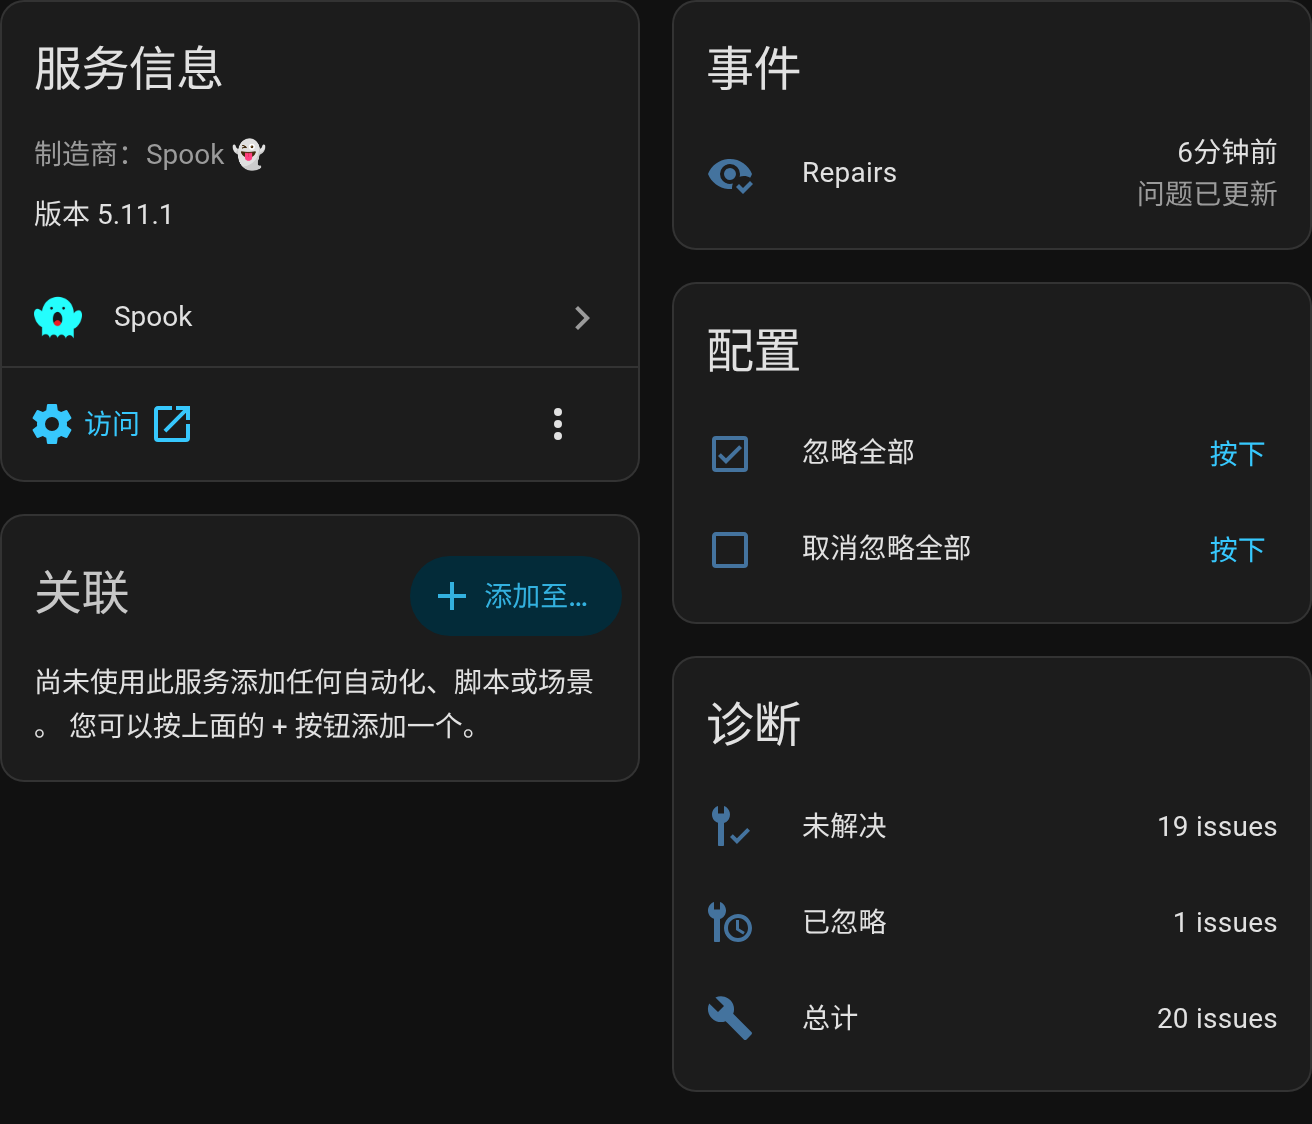 服务信息
制造商：Spook 👻
版本 5.11.1
Spook
访问
关联
添加至...
尚未使用此服务添加任何自动化、脚本或场景
。 您可以按上面的 + 按钮添加一个。
事件
Repairs
6分钟前
问题已更新
配置
忽略全部
按下
取消忽略全部
按下
诊断
未解决
19 issues
已忽略
1 issues
总计
20 issues